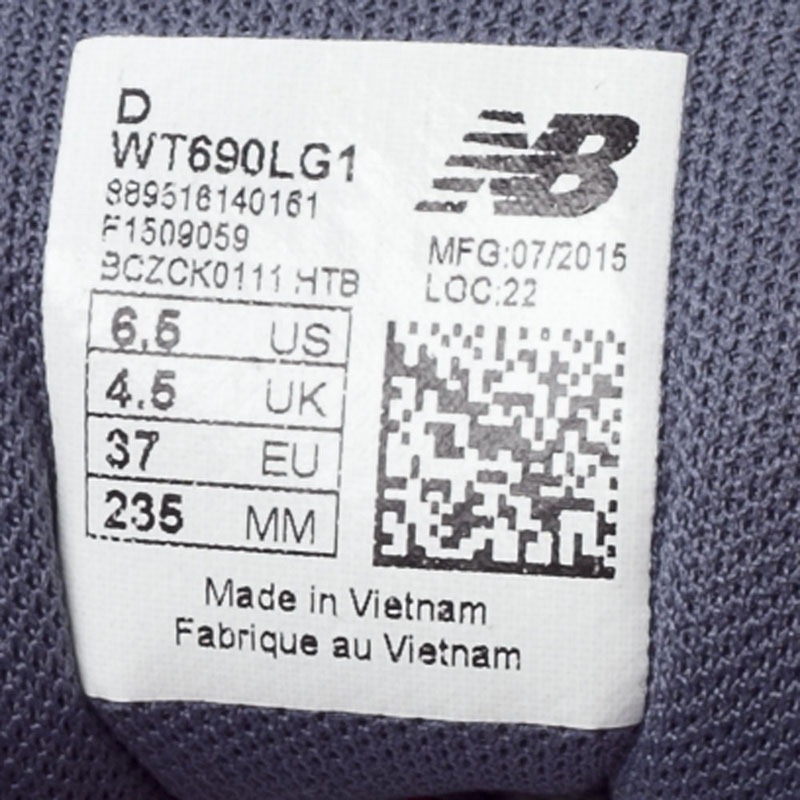 D
WT690LG1
889516140161
F1509059
BCZCK0111 HTB
NB
MFG:07/2015
LOC:22
6.5 US
4.5 UK
37 EU
235 MM
Made in Vietnam
Fabrique au Vietnam